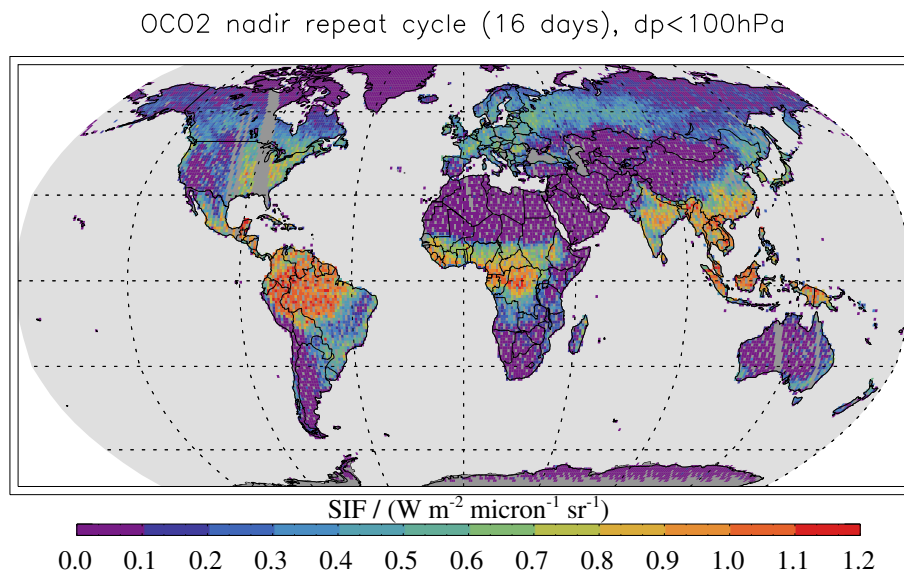 OCO2 nadir repeat cycle (16 days), dp<100hPa
SIF / (W m⁻² micron⁻¹ sr⁻¹)
0.0 0.1 0.2 0.3 0.4 0.5 0.6 0.7 0.8 0.9 1.0 1.1 1.2